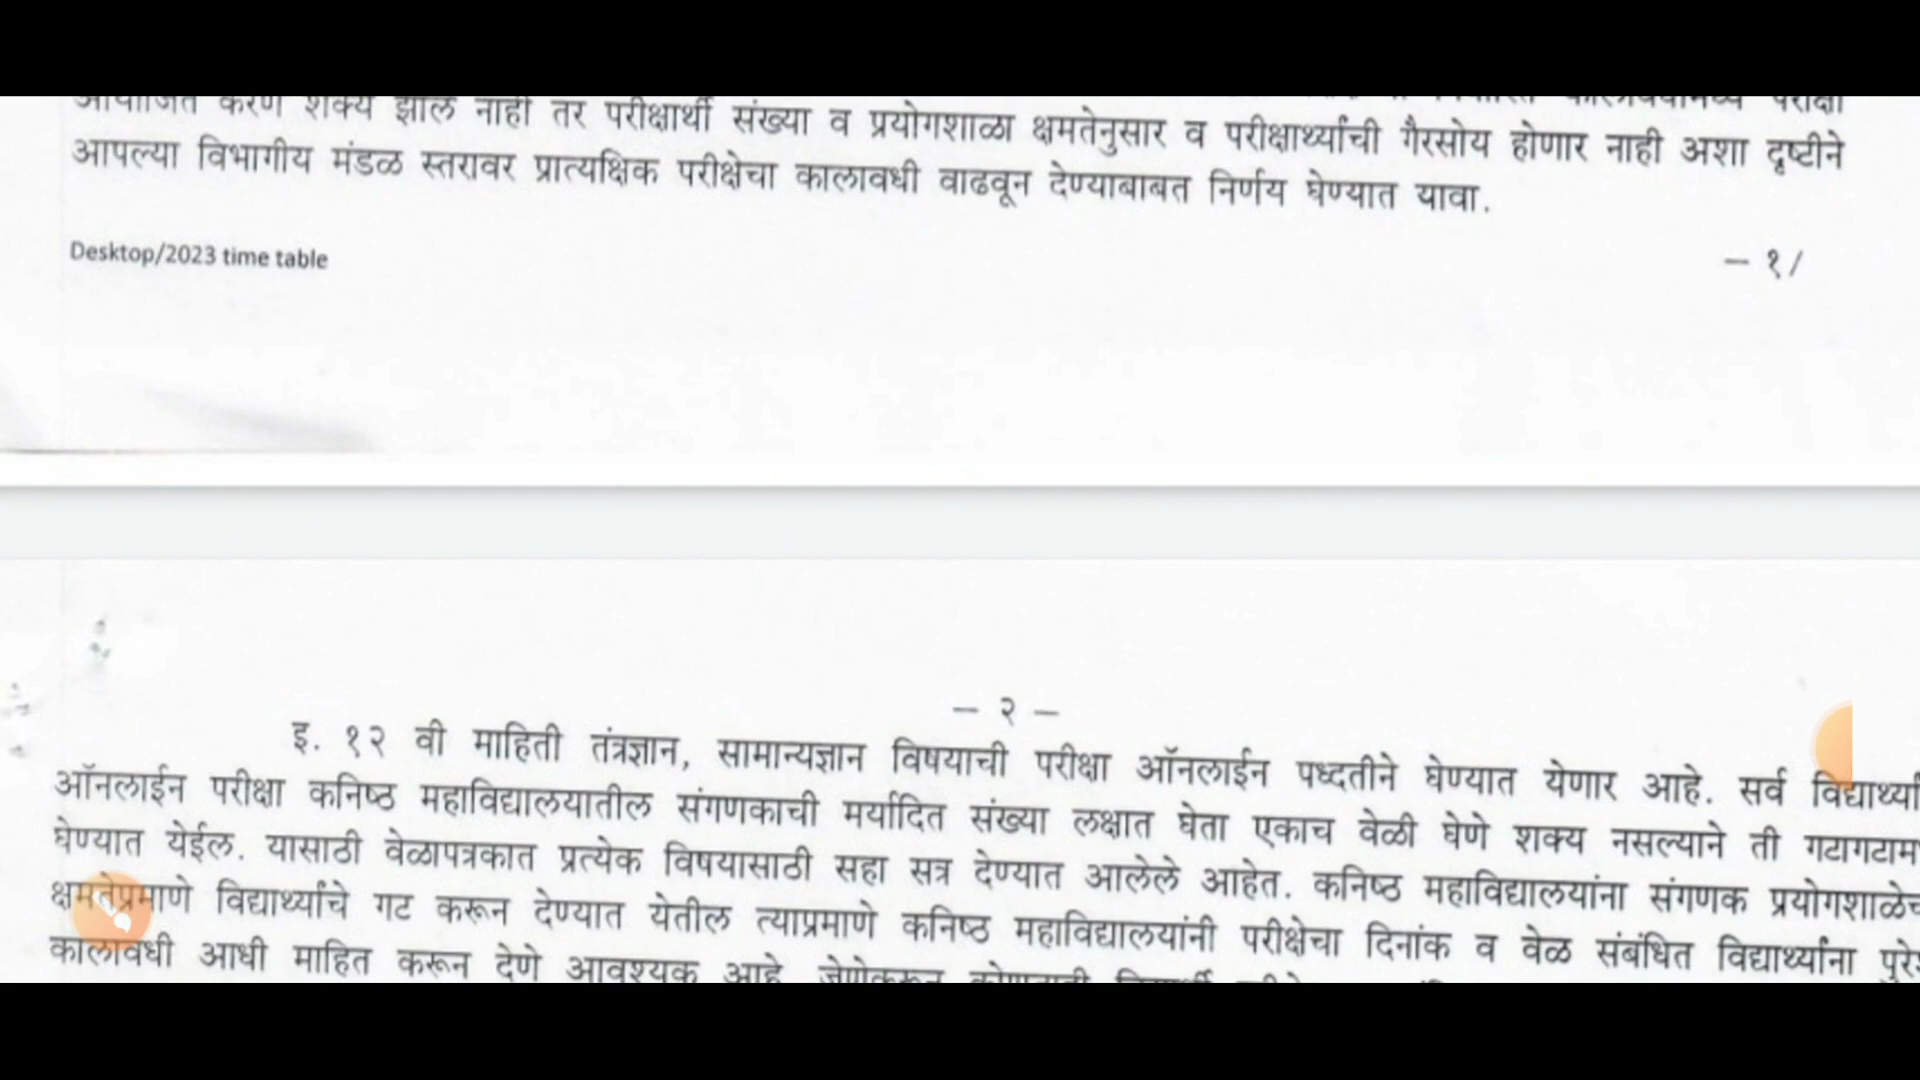 आयोजित करणे शक्य झाले नाही तर परीक्षार्थी संख्या व प्रयोगशाळा क्षमतेनुसार व परीक्षार्थ्यांची गैरसोय होणार नाही अशा दृष्टीने
आपल्या विभागीय मंडळ स्तरावर प्रात्यक्षिक परीक्षेचा कालावधी वाढवून देण्याबाबत निर्णय घेण्यात यावा.
Desktop/2023 time table
– १/
– २ –
इ. १२ वी माहिती तंत्रज्ञान, सामान्यज्ञान विषयाची परीक्षा ऑनलाईन पध्दतीने घेण्यात येणार आहे. सर्व विद्यार्थ्यां
ऑनलाईन परीक्षा कनिष्ठ महाविद्यालयातील संगणकाची मर्यादित संख्या लक्षात घेता एकाच वेळी घेणे शक्य नसल्याने ती गटागटाम
घेण्यात येईल. यासाठी वेळापत्रकात प्रत्येक विषयासाठी सहा सत्र देण्यात आलेले आहेत. कनिष्ठ महाविद्यालयांना संगणक प्रयोगशाळेच
क्षमतेप्रमाणे विद्यार्थ्यांचे गट करून देण्यात येतील त्याप्रमाणे कनिष्ठ महाविद्यालयांनी परीक्षेचा दिनांक व वेळ संबंधित विद्यार्थ्यांना पुरे
कालावधी आधी माहित करून देणे आवश्यक आहे